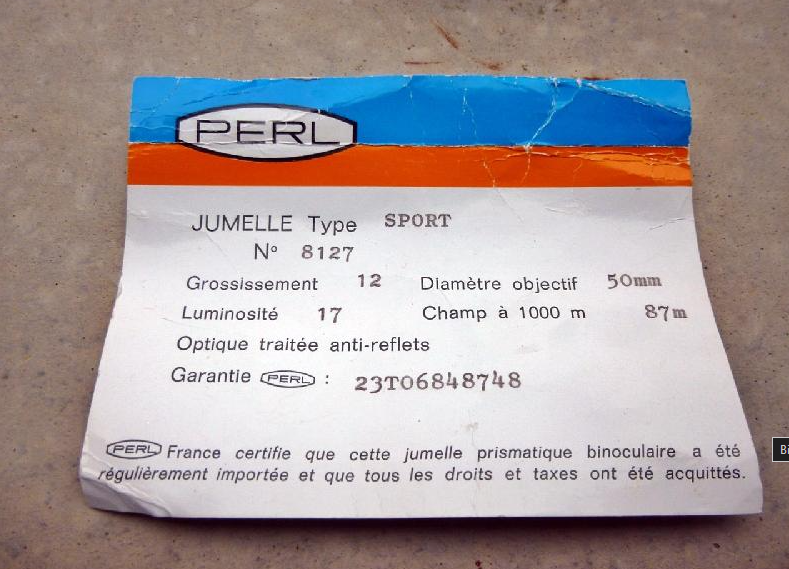 PERL
JUMELLE Type SPORT
N° 8127
Grossissement 12 Diamètre objectif 50mm
Luminosité 17 Champ à 1000 m 87m
Optique traitée anti-reflets
Garantie PERL : 23T06848748
PERL France certifie que cette jumelle prismatique binoculaire a été
régulièrement importée et que tous les droits et taxes ont été acquittés.